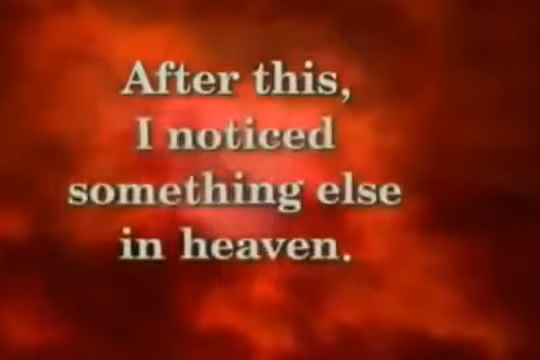 After this,
I noticed
something else
in heaven.